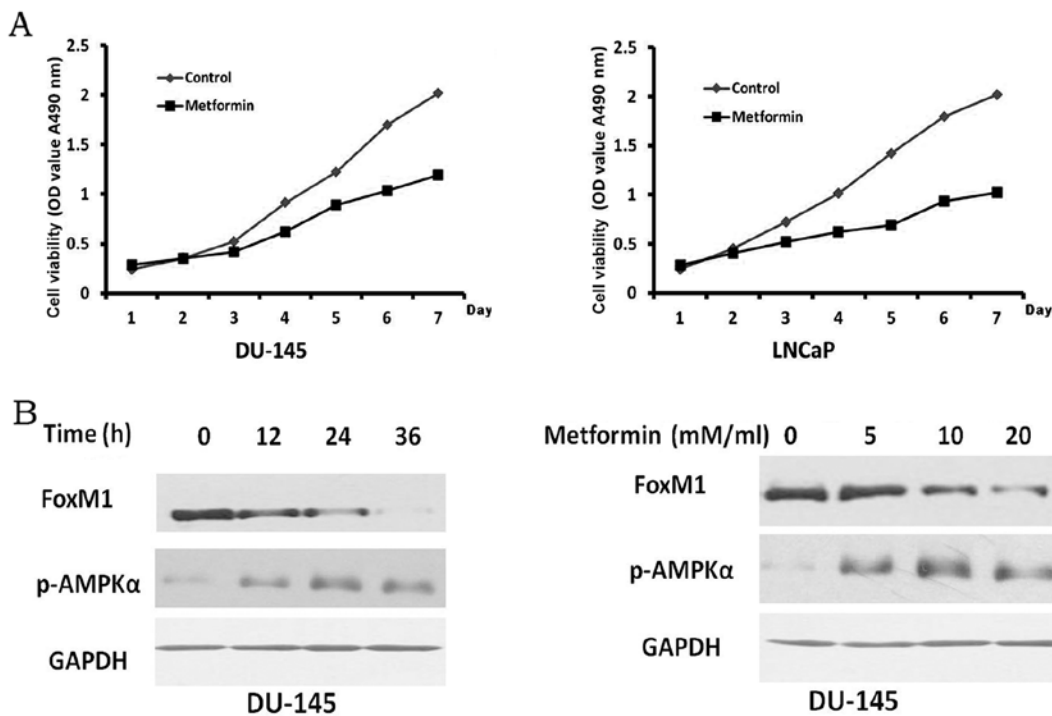 A
Cell viability (OD value A490 nm)
2.5
2
1.5
1
0.5
0
Control
Metformin
1 2 3 4 5 6 7 Day
DU-145
Cell viability (OD value A490 nm)
2.5
2
1.5
1
0.5
0
Control
Metformin
1 2 3 4 5 6 7 Day
LNCaP
B
Time (h) 0 12 24 36
FoxM1
p-AMPKα
GAPDH
DU-145
Metformin (mM/ml) 0 5 10 20
FoxM1
p-AMPKα
GAPDH
DU-145